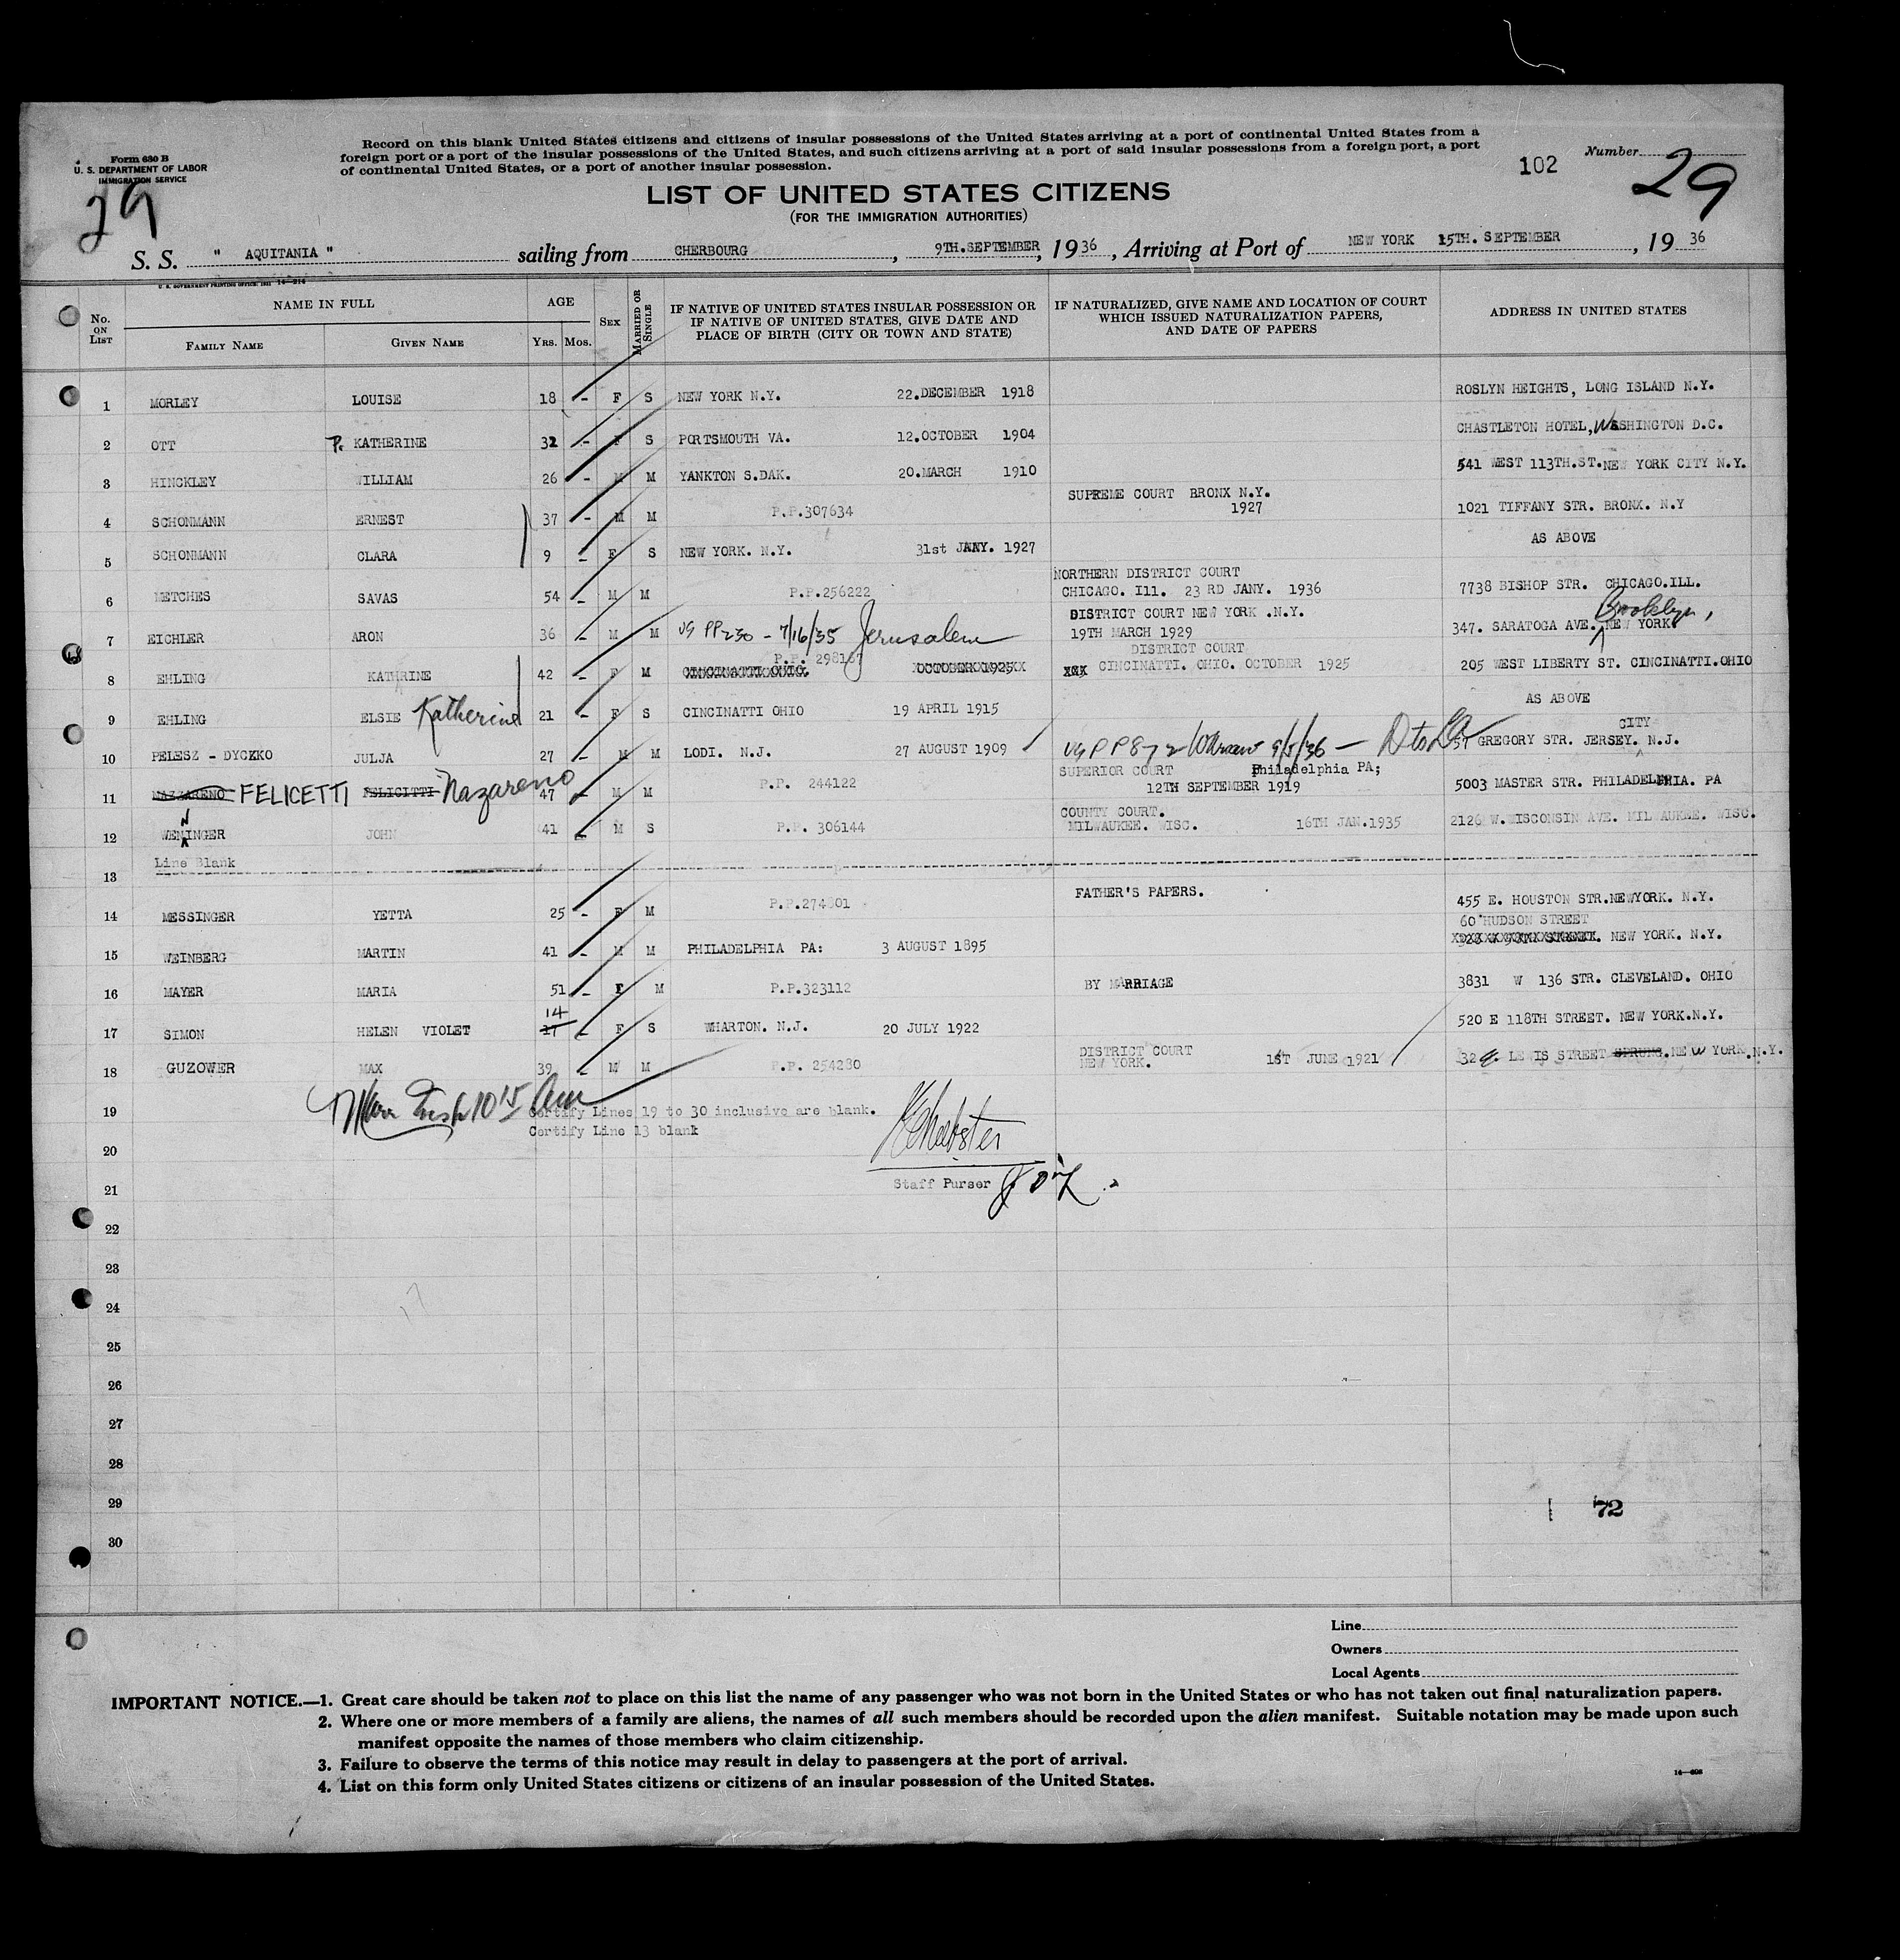 Record on this blank United States citizens and citizens of insular possessions of the United States arriving at a port of continental United States from a
foreign port or a port of the insular possessions of the United States, and such citizens arriving at a port of said insular possessions from a foreign port, a port
of continental United States, or a port of another insular possession.
Form 630 B
U. S. DEPARTMENT OF LABOR
IMMIGRATION SERVICE
29
102
Number 29
LIST OF UNITED STATES CITIZENS
(FOR THE IMMIGRATION AUTHORITIES)
S. S. " AQUITANIA " sailing from CHERBOURG , 9TH.SEPTEMBER , 1936 , Arriving at Port of NEW YORK 15TH. SEPTEMBER , 19 36
U. S. GOVERNMENT PRINTING OFFICE: 1931 14—214
No. ON LIST NAME IN FULL AGE SEX MARRIED OR SINGLE IF NATIVE OF UNITED STATES INSULAR POSSESSION OR IF NATIVE OF UNITED STATES, GIVE DATE AND PLACE OF BIRTH (CITY OR TOWN AND STATE) IF NATURALIZED, GIVE NAME AND LOCATION OF COURT WHICH ISSUED NATURALIZATION PAPERS, AND DATE OF PAPERS ADDRESS IN UNITED STATES
FAMILY NAME GIVEN NAME YRS. MOS.
1 MORLEY LOUISE 18 - F S NEW YORK N.Y. 22.DECEMBER 1918 ROSLYN HEIGHTS, LONG ISLAND N.Y.
2 OTT P. KATHERINE 32 - F S PORTSMOUTH VA. 12.OCTOBER 1904 CHASTLETON HOTEL, WASHINGTON D.C.
3 HINCKLEY WILLIAM 26 - M M YANKTON S.DAK. 20.MARCH 1910 541 WEST 113TH.ST.NEW YORK CITY N.Y.
4 SCHONMANN ERNEST 37 - M M P.P.307634 SUPREME COURT BRONX N.Y. 1927 1021 TIFFANY STR. BRONX. N.Y
5 SCHONMANN CLARA 9 - F S NEW YORK. N.Y. 31st JANY. 1927 AS ABOVE
6 METCHES SAVAS 54 - M M P.P.256222 NORTHERN DISTRICT COURT CHICAGO. Ill. 23 RD JANY. 1936 7738 BISHOP STR. CHICAGO.ILL.
7 EICHLER ARON 36 - M M VG PP230 - 7/16/35 Jerusalem DISTRICT COURT NEW YORK .N.Y. 19TH MARCH 1929 347. SARATOGA AVE. Brooklyn, NEW YORK
8 EHLING KATHRINE 42 - F M P.P. 298167 DISTRICT COURT CINCINATTI. OHIO. OCTOBER 1925 205 WEST LIBERTY ST. CINCINATTI.OHIO
9 EHLING ELSIE Katherine 21 - F S CINCINATTI OHIO 19 APRIL 1915 AS ABOVE
10 PELESZ - DYCZKO JULJA 27 - M M LODI. N.J. 27 AUGUST 1909 VG PP 872 Warsaw 9/5/36 — 57 GREGORY STR. JERSEY. CITY N.J.
11 NAZZARENO FELICETTI FELICITTI Nazareno 47 - M M P.P. 244122 SUPERIOR COURT Philadelphia PA; 12TH SEPTEMBER 1919 5003 MASTER STR. PHILADELPHIA. PA
12 WENNINGER JOHN 41 - M S P.P. 306144 COUNTY COURT. MILWAUKEE. WISC. 16TH JAN.1935 2126 W.WISCONSIN AVE. MILWAUKEE. WISC.
Line Blank
13
14 MESSINGER YETTA 25 - F M P.P.274801 FATHER'S PAPERS. 455 E. HOUSTON STR.NEWYORK. N.Y.
15 WEINBERG MARTIN 41 - M M PHILADELPHIA PA: 3 AUGUST 1895 60 HUDSON STREET NEW YORK. N.Y.
16 MAYER MARIA 51 - F M P.P.323112 BY MARRIAGE 3831 W 136 STR. CLEVELAND. OHIO
17 SIMON HELEN VIOLET 14 - F S WHARTON. N.J. 20 JULY 1922 520 E 118TH STREET. NEW YORK.N.Y.
18 GUZOWER MAX 39 - M M P.P. 254280 DISTRICT COURT NEW YORK. 1ST JUNE 1921 LEWIS STREET SPRUNG.NEW YORK.N.Y.
19 Certify Lines 19 to 30 inclusive are blank.
Certify Line 13 blank
20
21 Staff Purser
22
23
24
25
26
27
28
29 72
30
Line
Owners
Local Agents
IMPORTANT NOTICE.—1. Great care should be taken not to place on this list the name of any passenger who was not born in the United States or who has not taken out final naturalization papers.
2. Where one or more members of a family are aliens, the names of all such members should be recorded upon the alien manifest. Suitable notation may be made upon such
manifest opposite the names of those members who claim citizenship.
3. Failure to observe the terms of this notice may result in delay to passengers at the port of arrival.
4. List on this form only United States citizens or citizens of an insular possession of the United States.